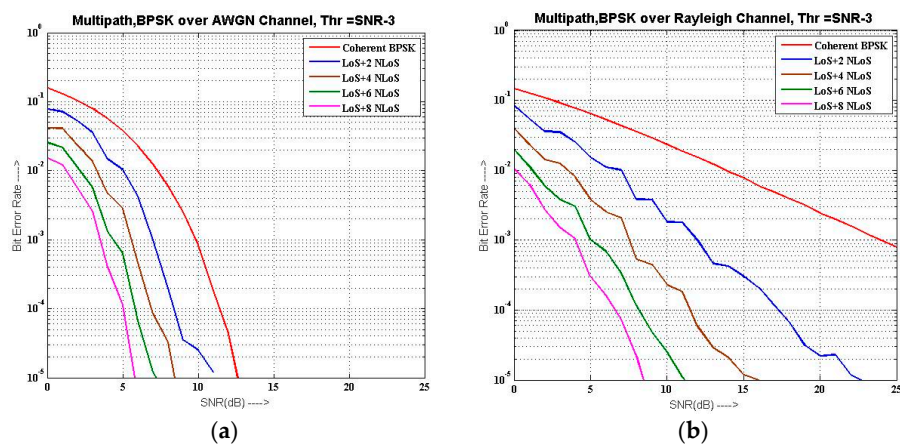 Multipath,BPSK over AWGN Channel, Thr =SNR-3
Coherent BPSK
LoS+2 NLoS
LoS+4 NLoS
LoS+6 NLoS
LoS+8 NLoS
10^0
10^-1
10^-2
10^-3
10^-4
10^-5
Bit Error Rate ---->
0 5 10 15 20 25
SNR(dB) ---->
(a)
Multipath,BPSK over Rayleigh Channel, Thr =SNR-3
Coherent BPSK
LoS+2 NLoS
LoS+4 NLoS
LoS+6 NLoS
LoS+8 NLoS
10^0
10^-1
10^-2
10^-3
10^-4
10^-5
Bit Error Rate ---->
0 5 10 15 20 25
SNR(dB) ---->
(b)